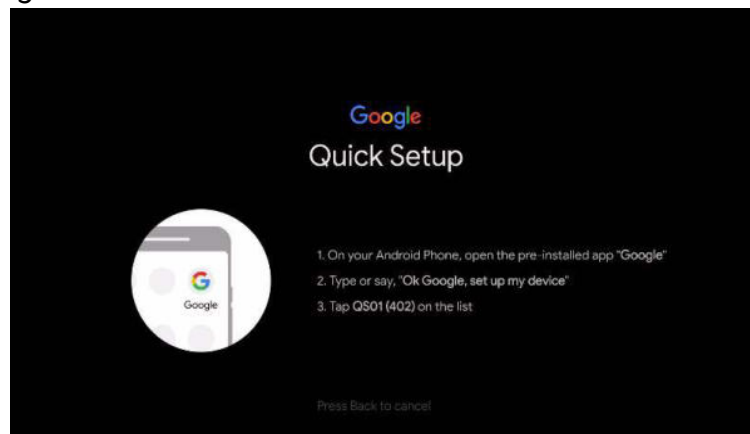 Google
Quick Setup
1. On your Android Phone, open the pre-installed app "Google"
2. Type or say, "Ok Google, set up my device"
3. Tap QS01 (402) on the list
G
Google
Press Back to cancel